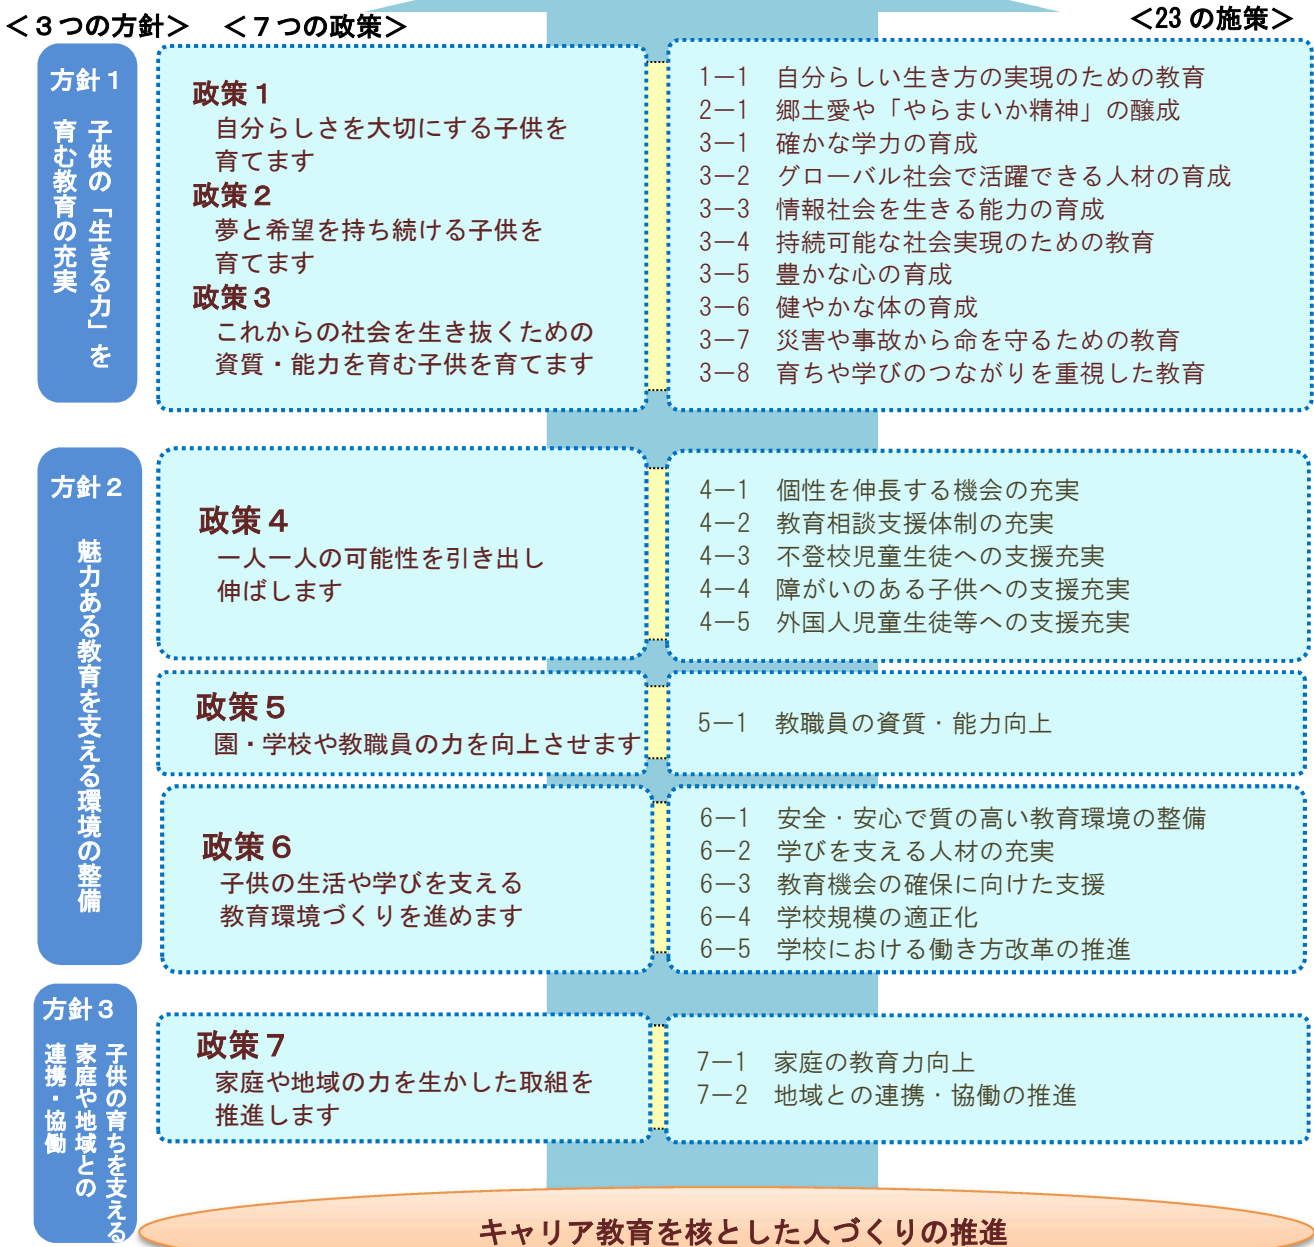 ＜３つの方針＞　＜７つの政策＞　＜23の施策＞
方針１
子供の「生きる力」を
育む教育の充実
政策１
自分らしさを大切にする子供を
育てます
政策２
夢と希望を持ち続ける子供を
育てます
政策３
これからの社会を生き抜くための
資質・能力を育む子供を育てます
1－1　自分らしい生き方の実現のための教育
2－1　郷土愛や「やらまいか精神」の醸成
3－1　確かな学力の育成
3－2　グローバル社会で活躍できる人材の育成
3－3　情報社会を生きる能力の育成
3－4　持続可能な社会実現のための教育
3－5　豊かな心の育成
3－6　健やかな体の育成
3－7　災害や事故から命を守るための教育
3－8　育ちや学びのつながりを重視した教育
方針２
魅力ある教育を支える環境の整備
政策４
一人一人の可能性を引き出し
伸ばします
4－1　個性を伸長する機会の充実
4－2　教育相談支援体制の充実
4－3　不登校児童生徒への支援充実
4－4　障がいのある子供への支援充実
4－5　外国人児童生徒等への支援充実
政策５
園・学校や教職員の力を向上させます
5－1　教職員の資質・能力向上
政策６
子供の生活や学びを支える
教育環境づくりを進めます
6－1　安全・安心で質の高い教育環境の整備
6－2　学びを支える人材の充実
6－3　教育機会の確保に向けた支援
6－4　学校規模の適正化
6－5　学校における働き方改革の推進
方針３
子供の育ちを支える
家庭や地域との
連携・協働
政策７
家庭や地域の力を生かした取組を
推進します
7－1　家庭の教育力向上
7－2　地域との連携・協働の推進
キャリア教育を核とした人づくりの推進